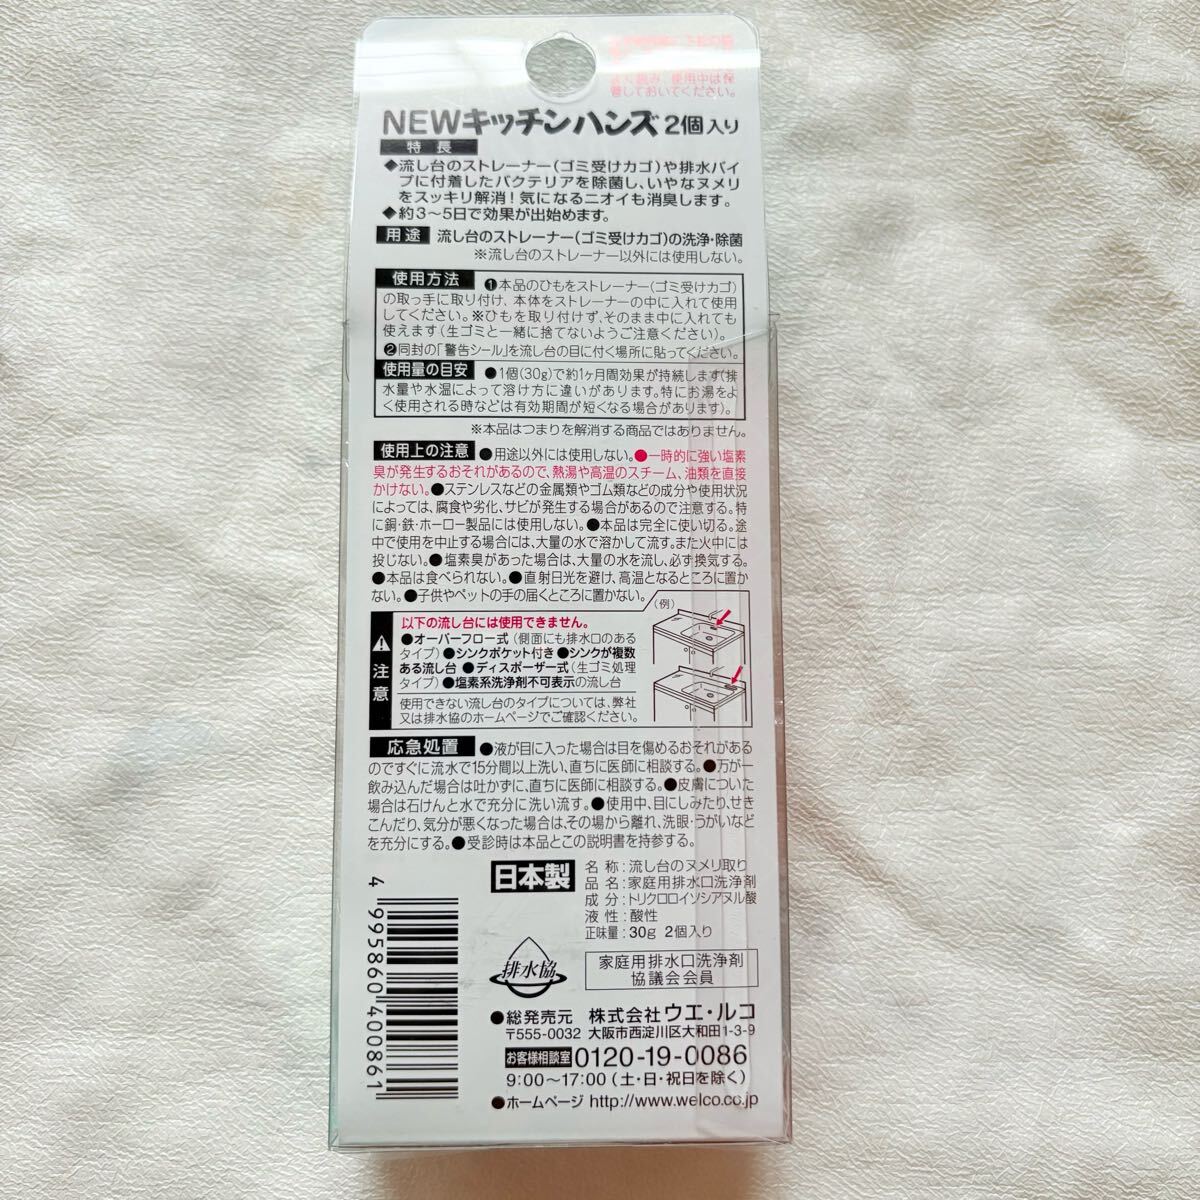 よく読み、使用中は保
管しておいてください。
NEWキッチンハンズ 2個入り
特長
◆流し台のストレーナー(ゴミ受けカゴ)や排水パイ
プに付着したバクテリアを除菌し、いやなヌメリ
をスッキリ解消!気になるニオイも消臭します。
◆約3〜5日で効果が出始めます。
用途 流し台のストレーナー(ゴミ受けカゴ)の洗浄・除菌
※流し台のストレーナー以外には使用しない。
使用方法 ❶本品のひもをストレーナー(ゴミ受けカゴ)
の取っ手に取り付け、本体をストレーナーの中に入れて使用
してください。※ひもを取り付けず、そのまま中に入れても
使えます(生ゴミと一緒に捨てないようご注意ください)。
❷同封の「警告シール」を流し台の目に付く場所に貼ってください。
使用量の目安 ●1個(30g)で約1ヶ月間効果が持続します(排
水量や水温によって溶け方に違いがあります。特にお湯をよ
く使用される時などは有効期間が短くなる場合があります)。
※本品はつまりを解消する商品ではありません。
使用上の注意 ●用途以外には使用しない。●一時的に強い塩素
臭が発生するおそれがあるので、熱湯や高温のスチーム、油類を直接
かけない。●ステンレスなどの金属類やゴム類などの成分や使用状況
によっては、腐食や劣化、サビが発生する場合があるので注意する。特
に銅・鉄・ホーロー製品には使用しない。●本品は完全に使い切る。途
中で使用を中止する場合には、大量の水で溶かして流す。また火中には
投じない。●塩素臭があった場合は、大量の水を流し、必ず換気する。
●本品は食べられない。●直射日光を避け、高温となるところに置か
ない。●子供やペットの手の届くところに置かない。
(例)
注意
以下の流し台には使用できません。
●オーバーフロー式(側面にも排水口のある
タイプ)●シンクポケット付き●シンクが複数
ある流し台 ●ディスポーザー式(生ゴミ処理
タイプ)●塩素系洗浄剤不可表示の流し台
使用できない流し台のタイプについては、弊社
又は排水協のホームページでご確認ください。
応急処置 ●液が目に入った場合は目を傷めるおそれがある
のですぐに流水で15分間以上洗い、直ちに医師に相談する。●万が一
飲み込んだ場合は吐かずに、直ちに医師に相談する。●皮膚についた
場合は石けんと水で充分に洗い流す。●使用中、目にしみたり、せき
こんだり、気分が悪くなった場合は、その場から離れ、洗眼・うがいなど
を充分にする。●受診時は本品とこの説明書を持参する。
日本製
名 称:流し台のヌメリ取り
品 名:家庭用排水口洗浄剤
成 分:トリクロロイソシアヌル酸
液 性:酸性
正味量:30g 2個入り
4 995860 400861
排水協
家庭用排水口洗浄剤
協議会会員
●総発売元 株式会社ウエ・ルコ
〒555-0032 大阪市西淀川区大和田1-3-9
お客様相談室 0120-19-0086
9:00〜17:00(土・日・祝日を除く)
●ホームページ http://www.welco.co.jp